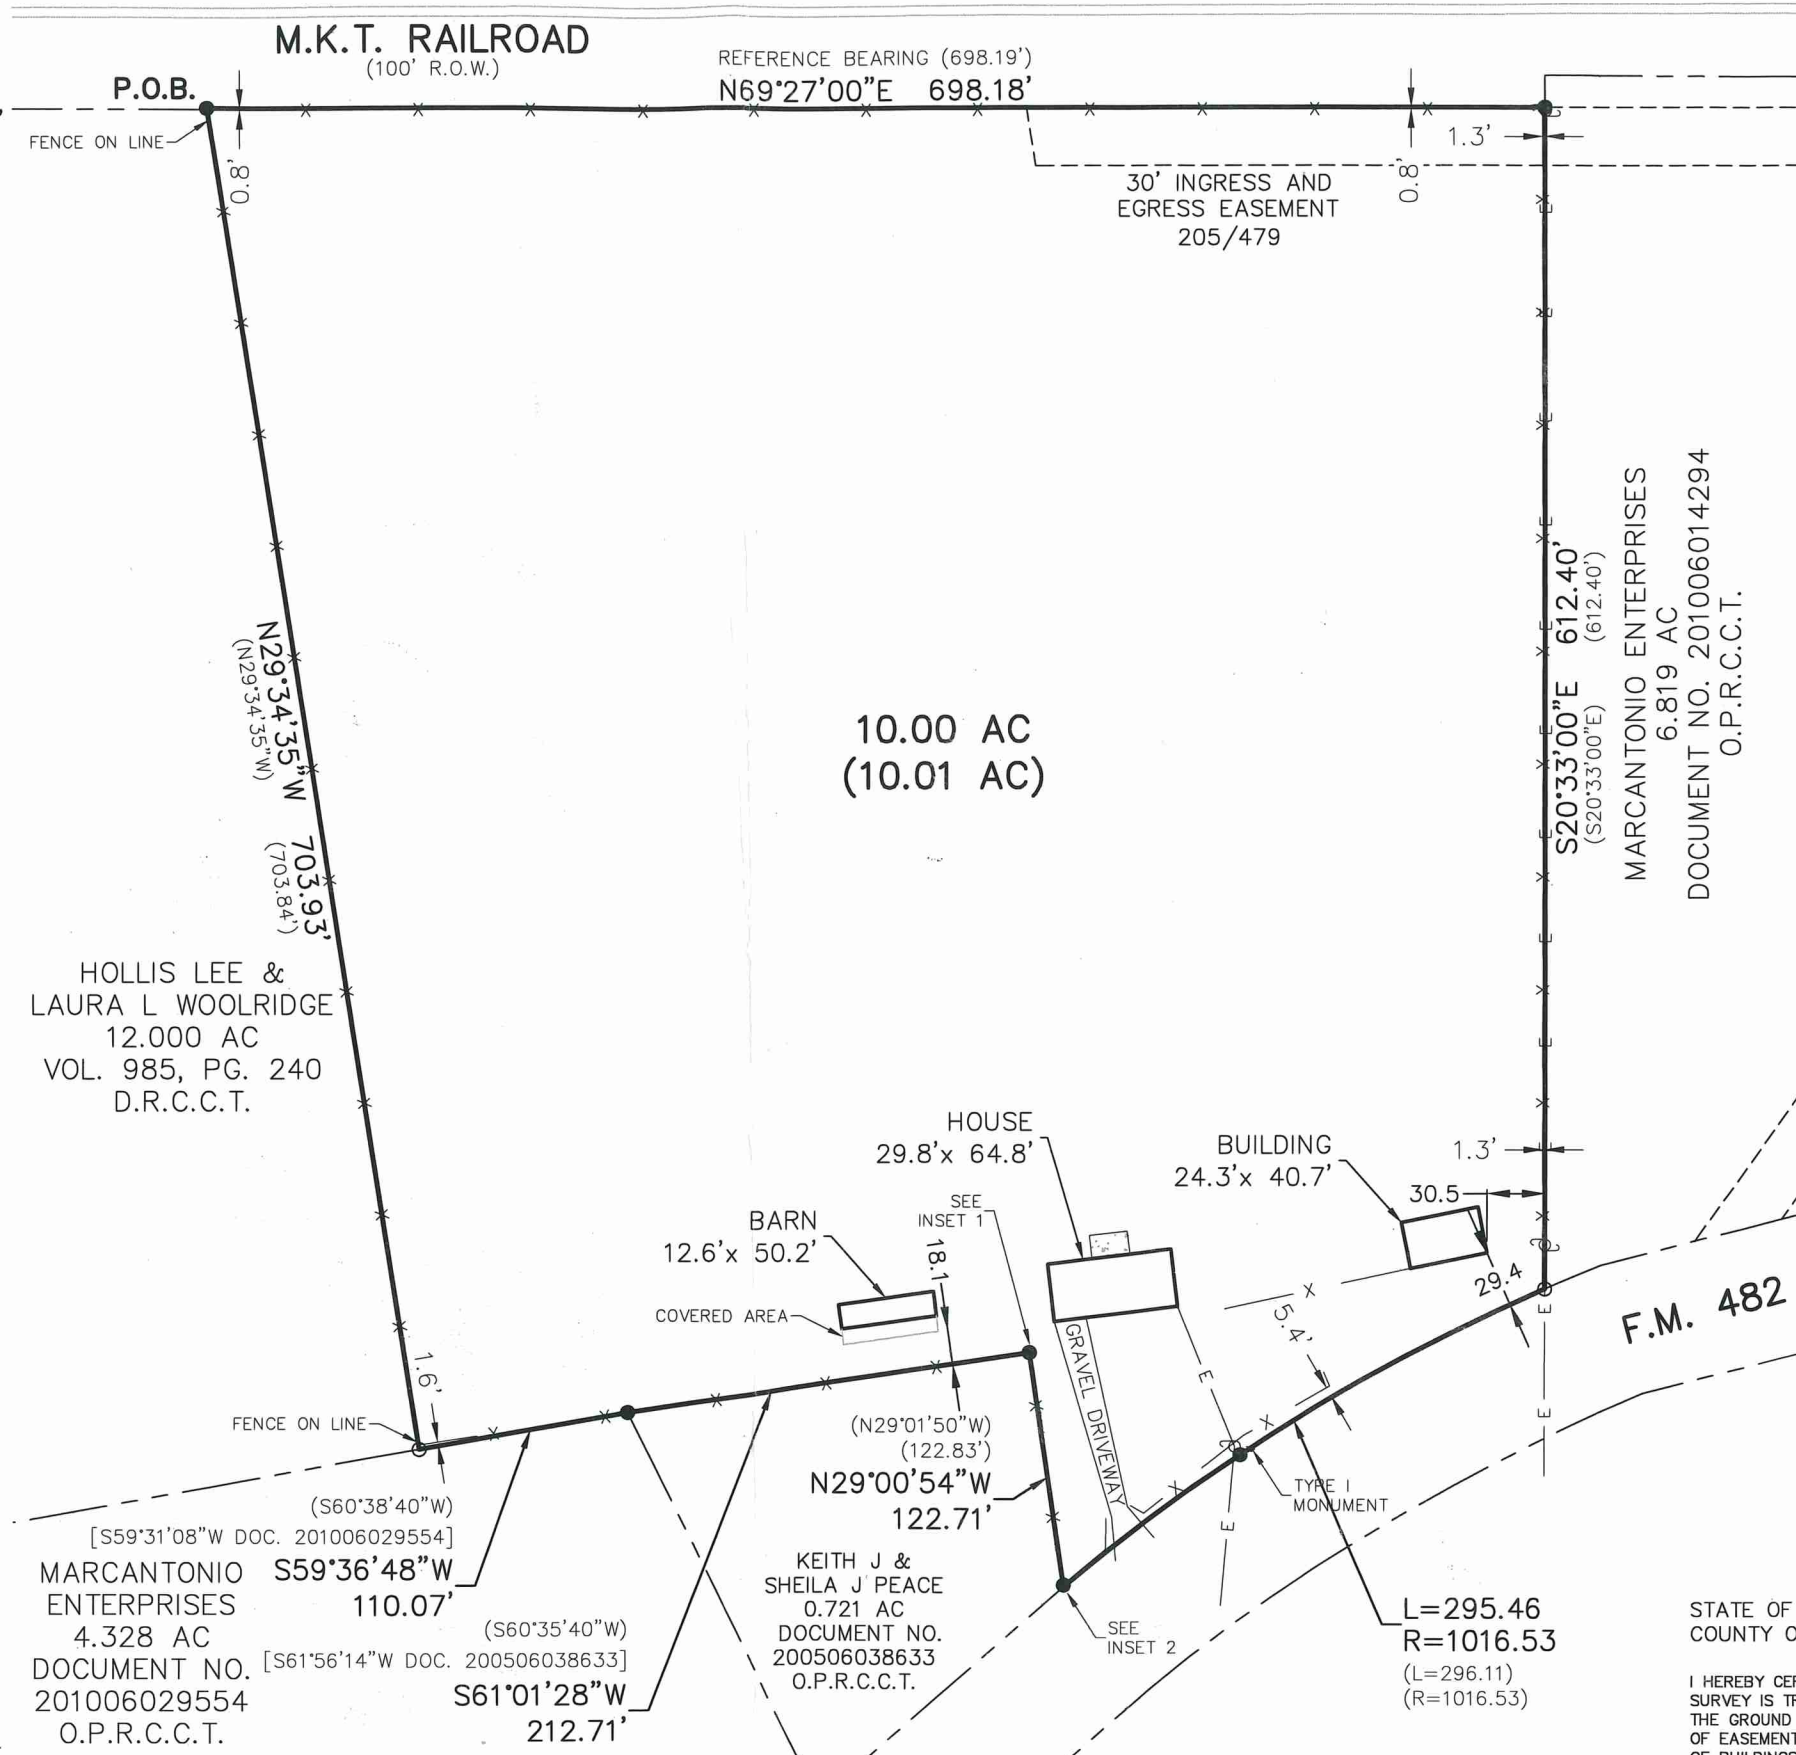 M.K.T. RAILROAD
(100' R.O.W.)
REFERENCE BEARING (698.19')
N69°27'00"E 698.18'
P.O.B.
FENCE ON LINE
0.8'
1.3'
0.8'
30' INGRESS AND
EGRESS EASEMENT
205/479
N29°34'35"W 703.93'
(N29°34'35"W) (703.84')
10.00 AC
(10.01 AC)
S20°33'00"E 612.40'
(S20°33'00"E) (612.40')
MARCANTONIO ENTERPRISES
6.819 AC
DOCUMENT NO. 201006014294
O.P.R.C.C.T.
HOLLIS LEE &
LAURA L WOOLRIDGE
12.000 AC
VOL. 985, PG. 240
D.R.C.C.T.
HOUSE
29.8'x 64.8'
BUILDING
24.3'x 40.7'
1.3'
30.5
29.4
BARN
12.6'x 50.2'
COVERED AREA
SEE
INSET 1
18.1
5.4'
F.M. 482
GRAVEL DRIVEWAY
1.6'
FENCE ON LINE
(N29°01'50"W)
(122.83')
N29°00'54"W
122.71'
TYPE I
MONUMENT
(S60°38'40"W)
[S59°31'08"W DOC. 201006029554]
S59°36'48"W
110.07'
MARCANTONIO
ENTERPRISES
4.328 AC
DOCUMENT NO.
201006029554
O.P.R.C.C.T.
(S60°35'40"W)
[S61°56'14"W DOC. 200506038633]
S61°01'28"W
212.71'
KEITH J &
SHEILA J PEACE
0.721 AC
DOCUMENT NO.
200506038633
O.P.R.C.C.T.
SEE
INSET 2
L=295.46
R=1016.53
(L=296.11)
(R=1016.53)
STATE OF
COUNTY O
I HEREBY CER
SURVEY IS TR
THE GROUND
OF EASEMENT